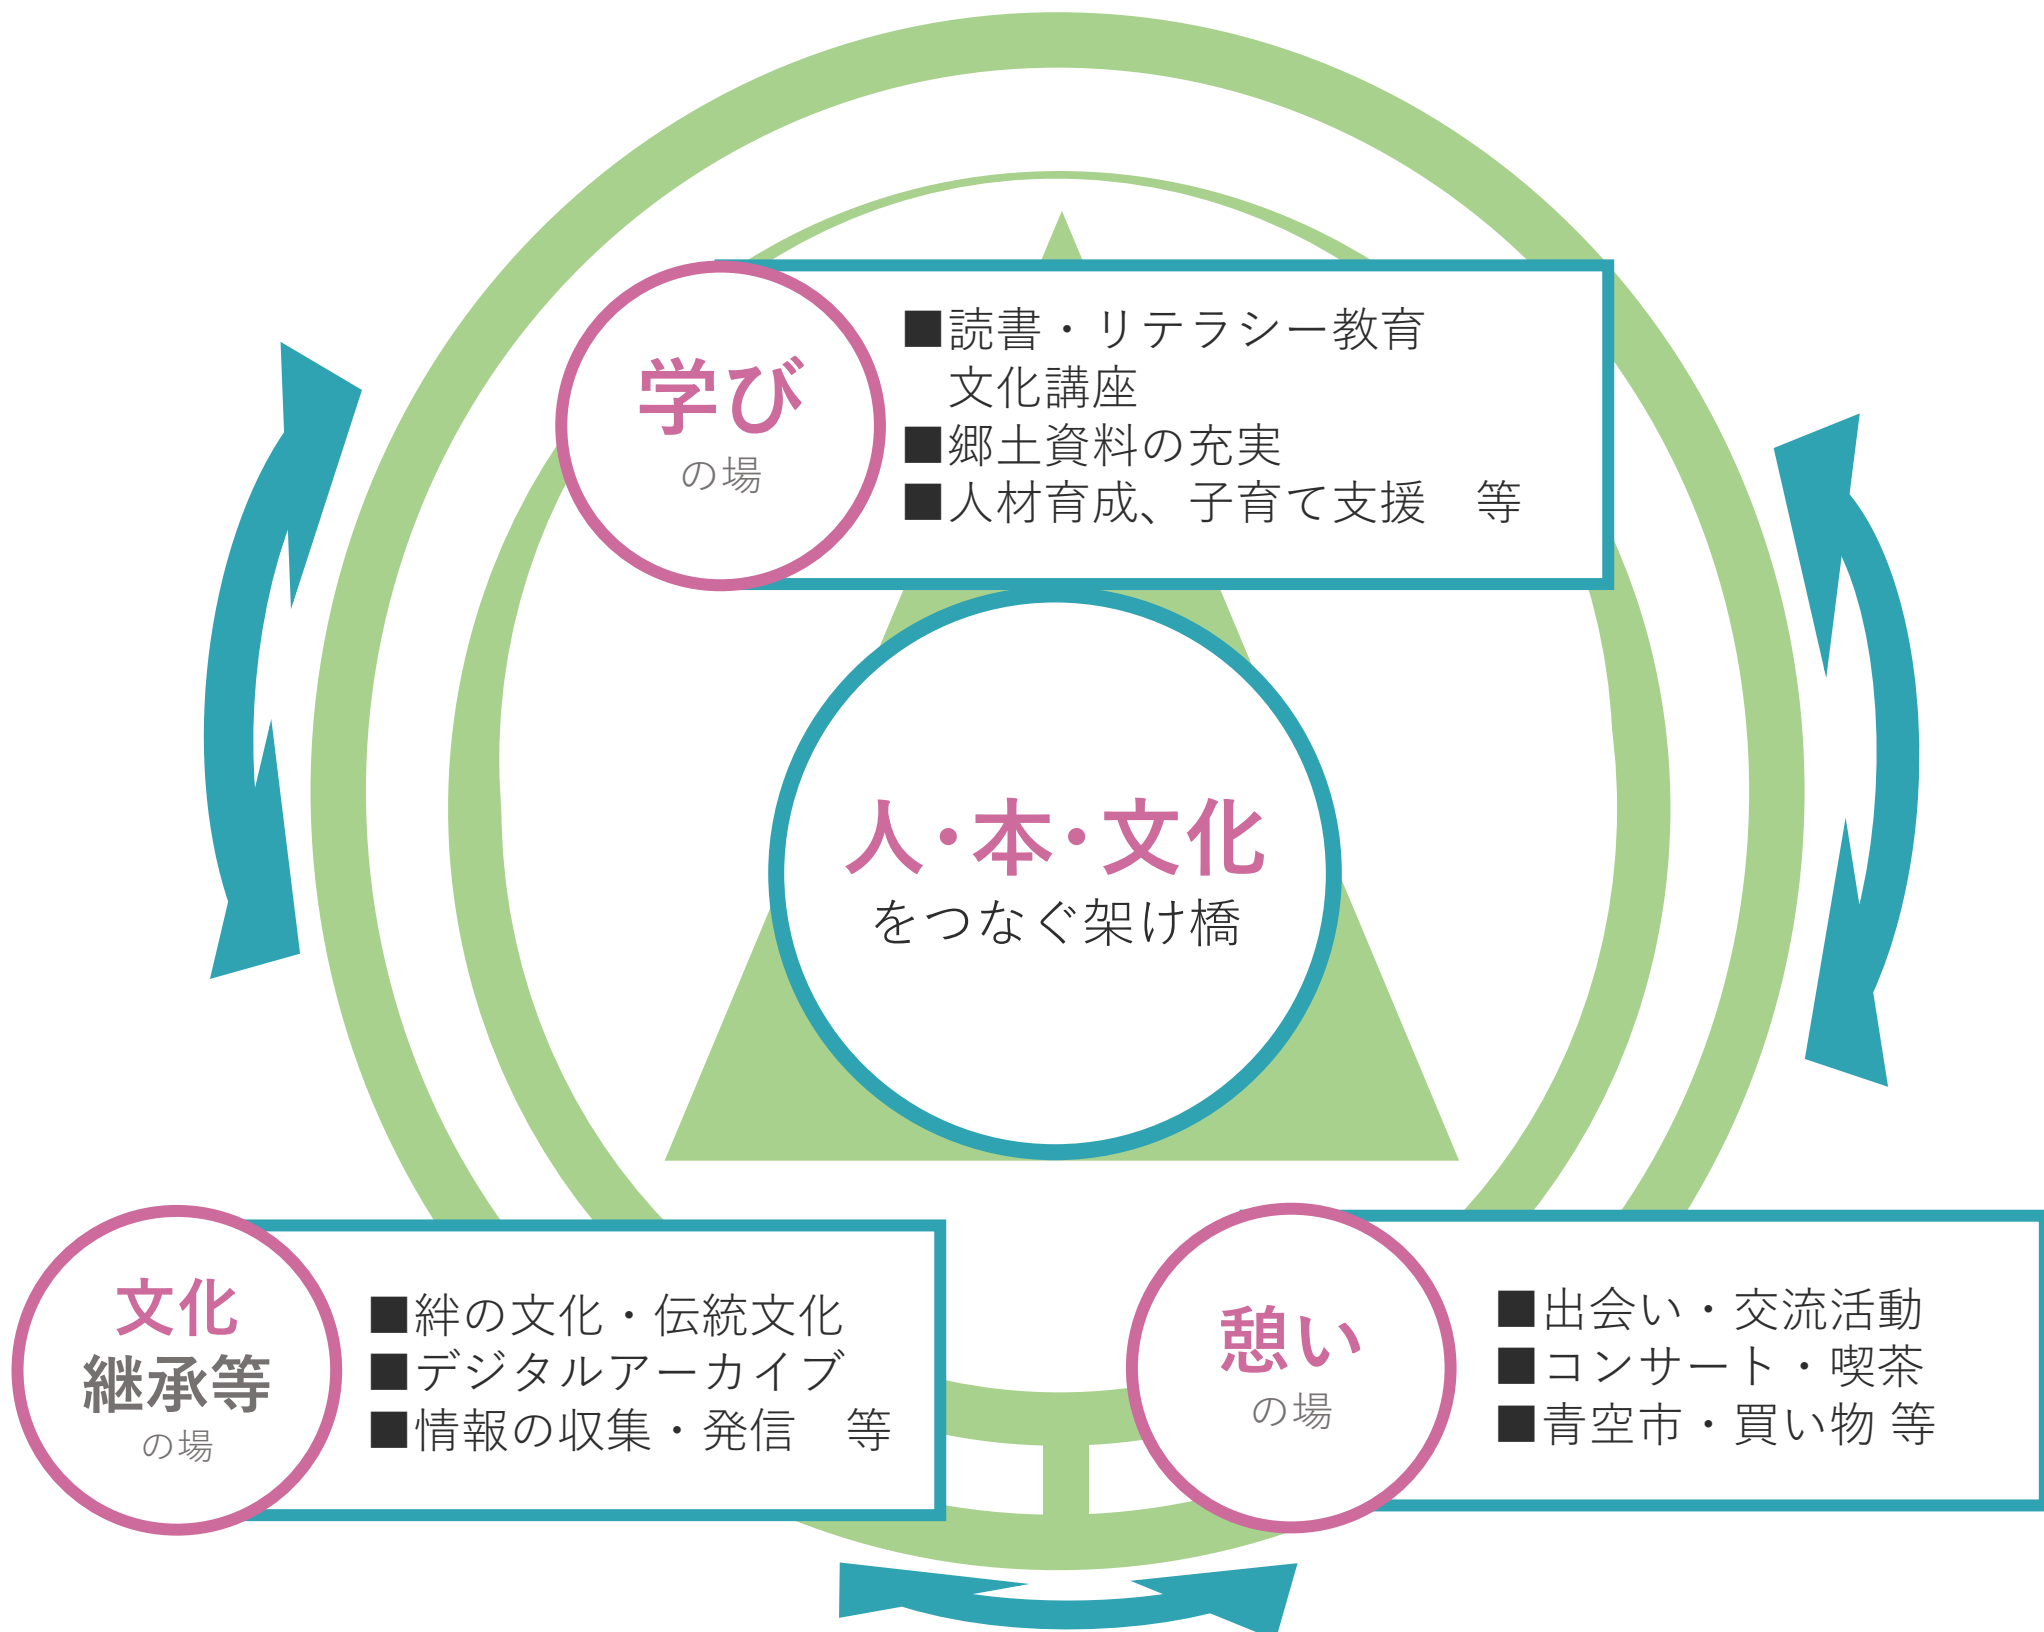 学び
の場
■読書・リテラシー教育
文化講座
■郷土資料の充実
■人材育成、子育て支援　等
人・本・文化
をつなぐ架け橋
文化
継承等
の場
■絆の文化・伝統文化
■デジタルアーカイブ
■情報の収集・発信　等
憩い
の場
■出会い・交流活動
■コンサート・喫茶
■青空市・買い物 等